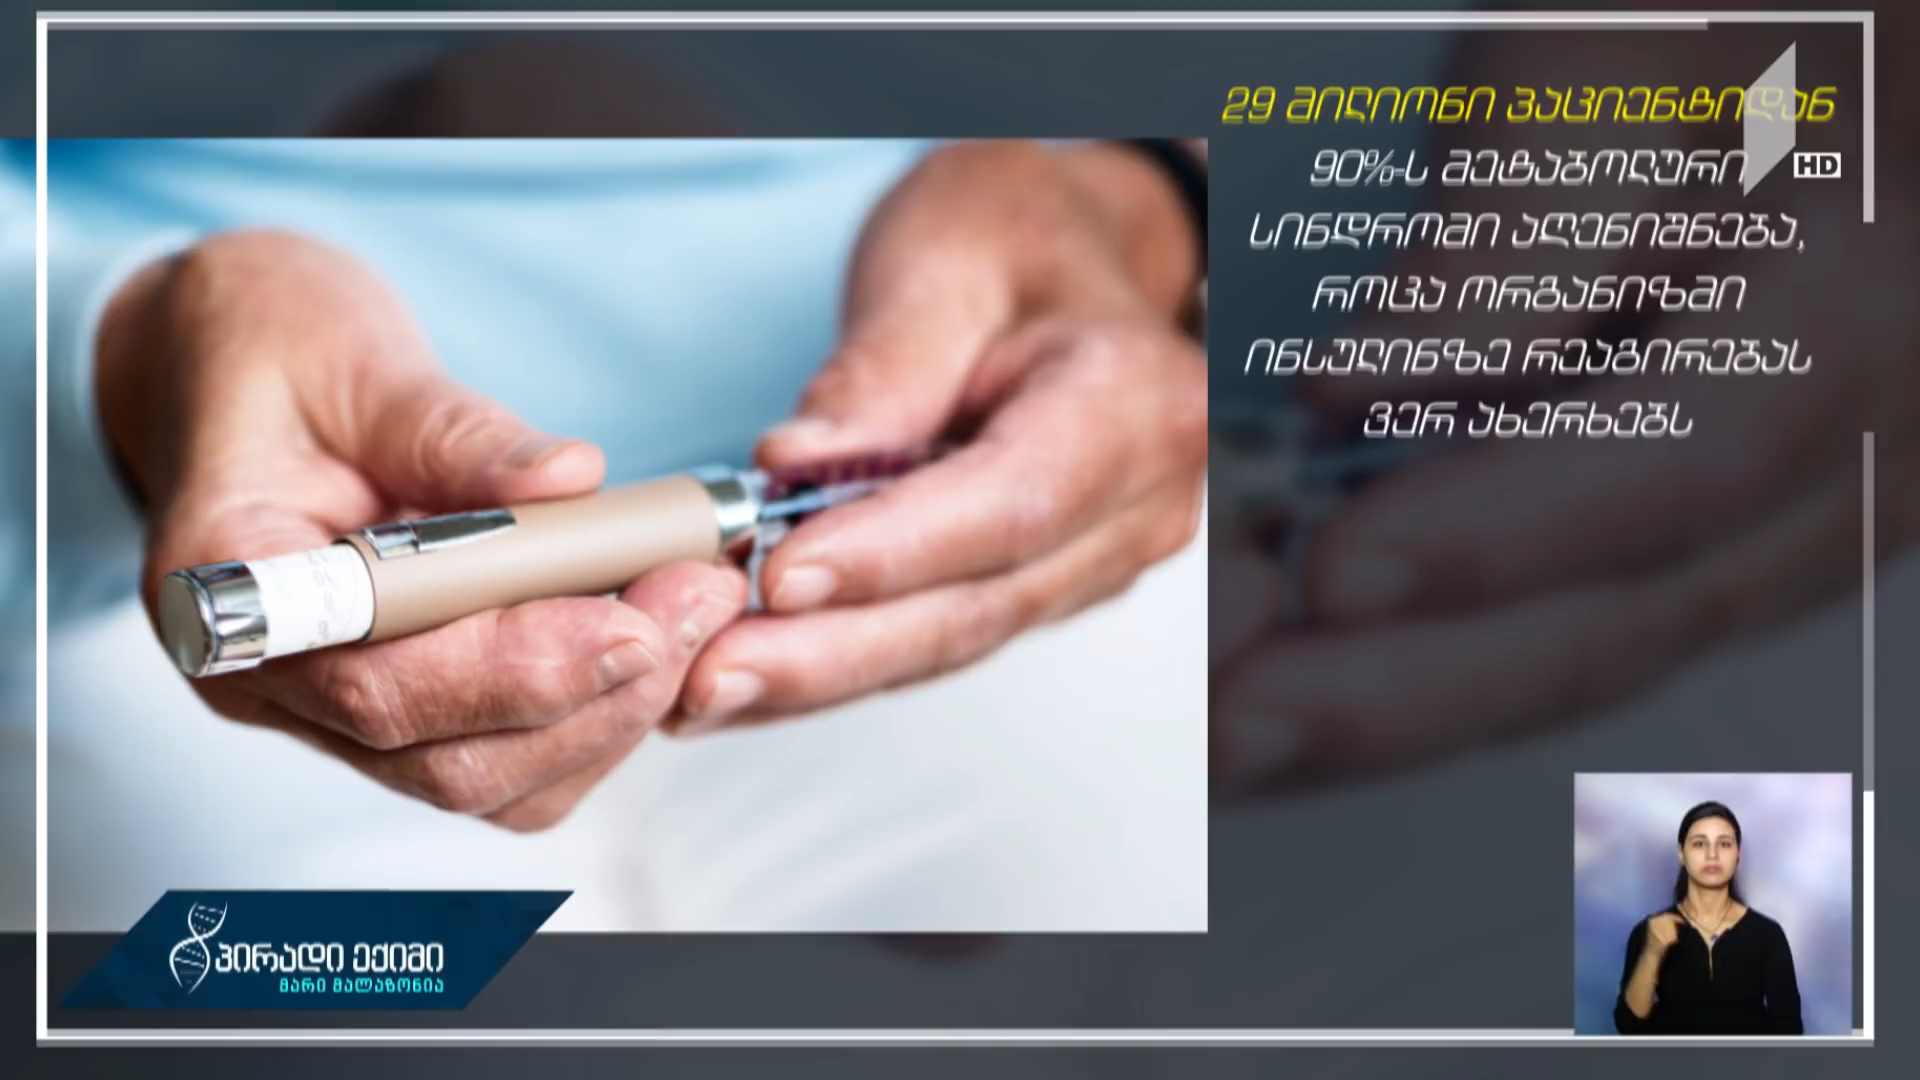 29 მილიონი პაციენტიდან
90%-ს მეტაბოლური
სინდრომი აღენიშნება,
როცა ორგანიზმი
ინსულინზე რეაგირებას
ვერ ახერხებს
HD
პირადი ექიმი
მარი მალაზონია